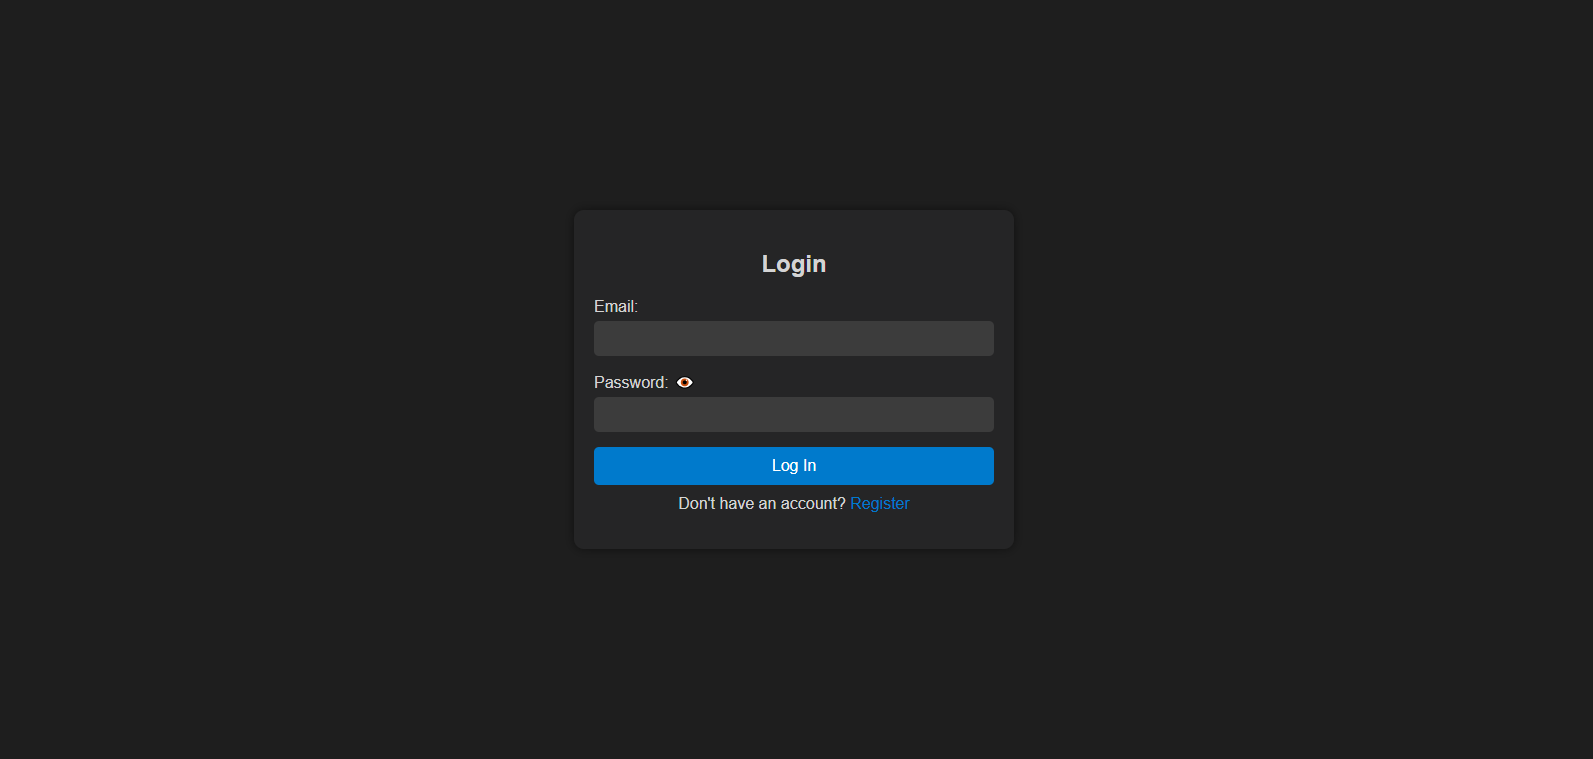 Login
Email:
Password:
Log In
Don't have an account? Register